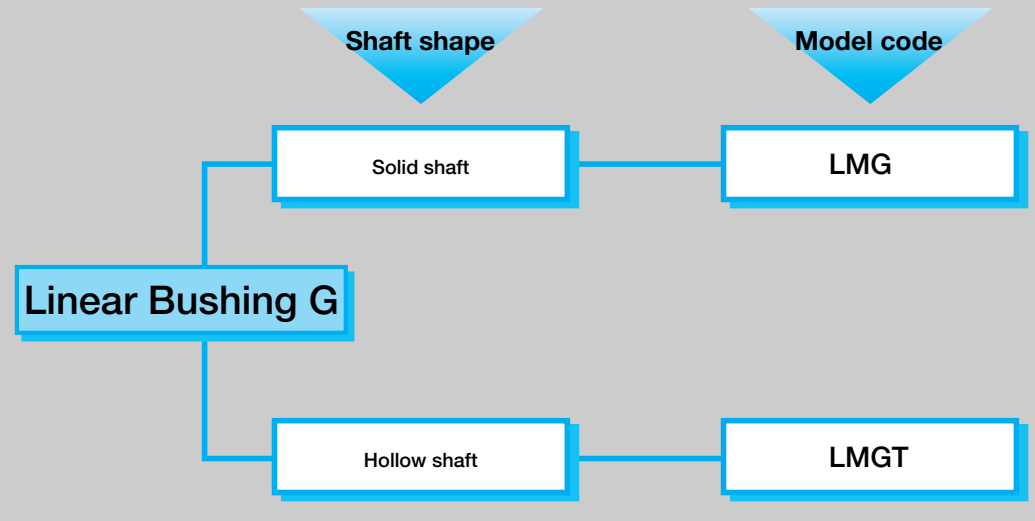 Shaft shape
Model code
Solid shaft
LMG
Linear Bushing G
Hollow shaft
LMGT